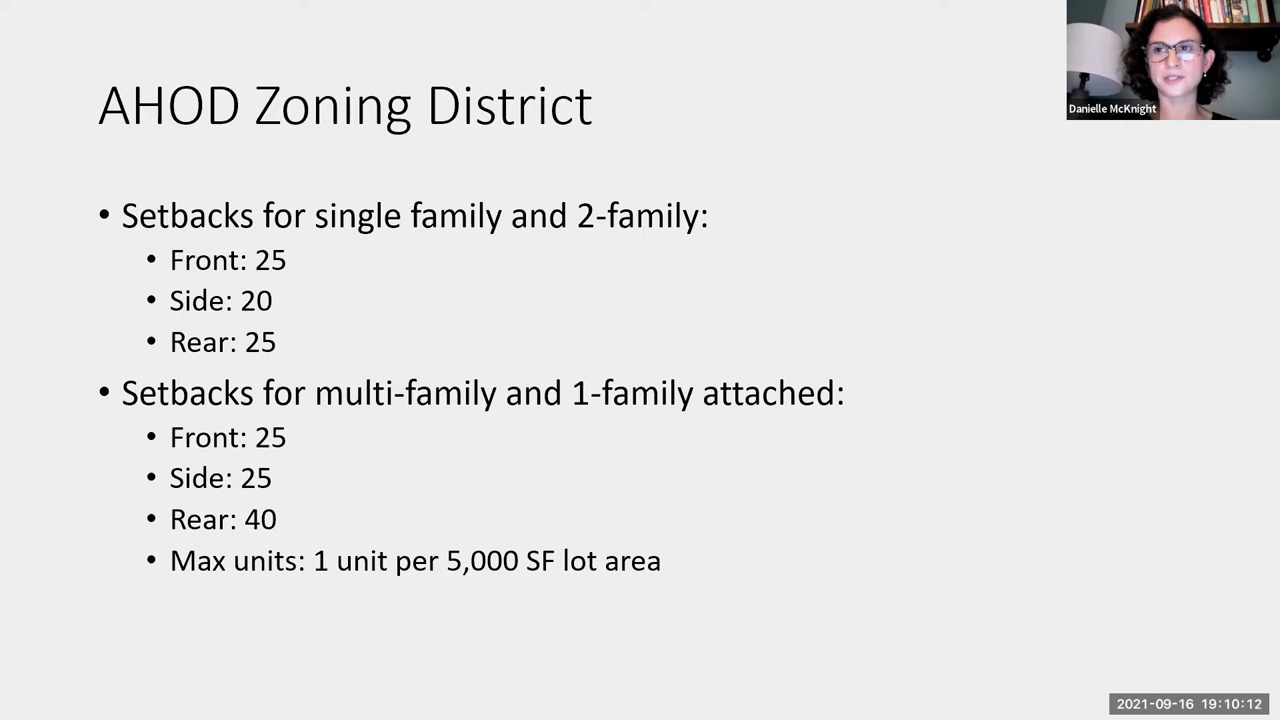 AHOD Zoning District
Danielle McKnight
• Setbacks for single family and 2-family:
• Front: 25
• Side: 20
• Rear: 25
• Setbacks for multi-family and 1-family attached:
• Front: 25
• Side: 25
• Rear: 40
• Max units: 1 unit per 5,000 SF lot area
2021-09-16 19:10:12